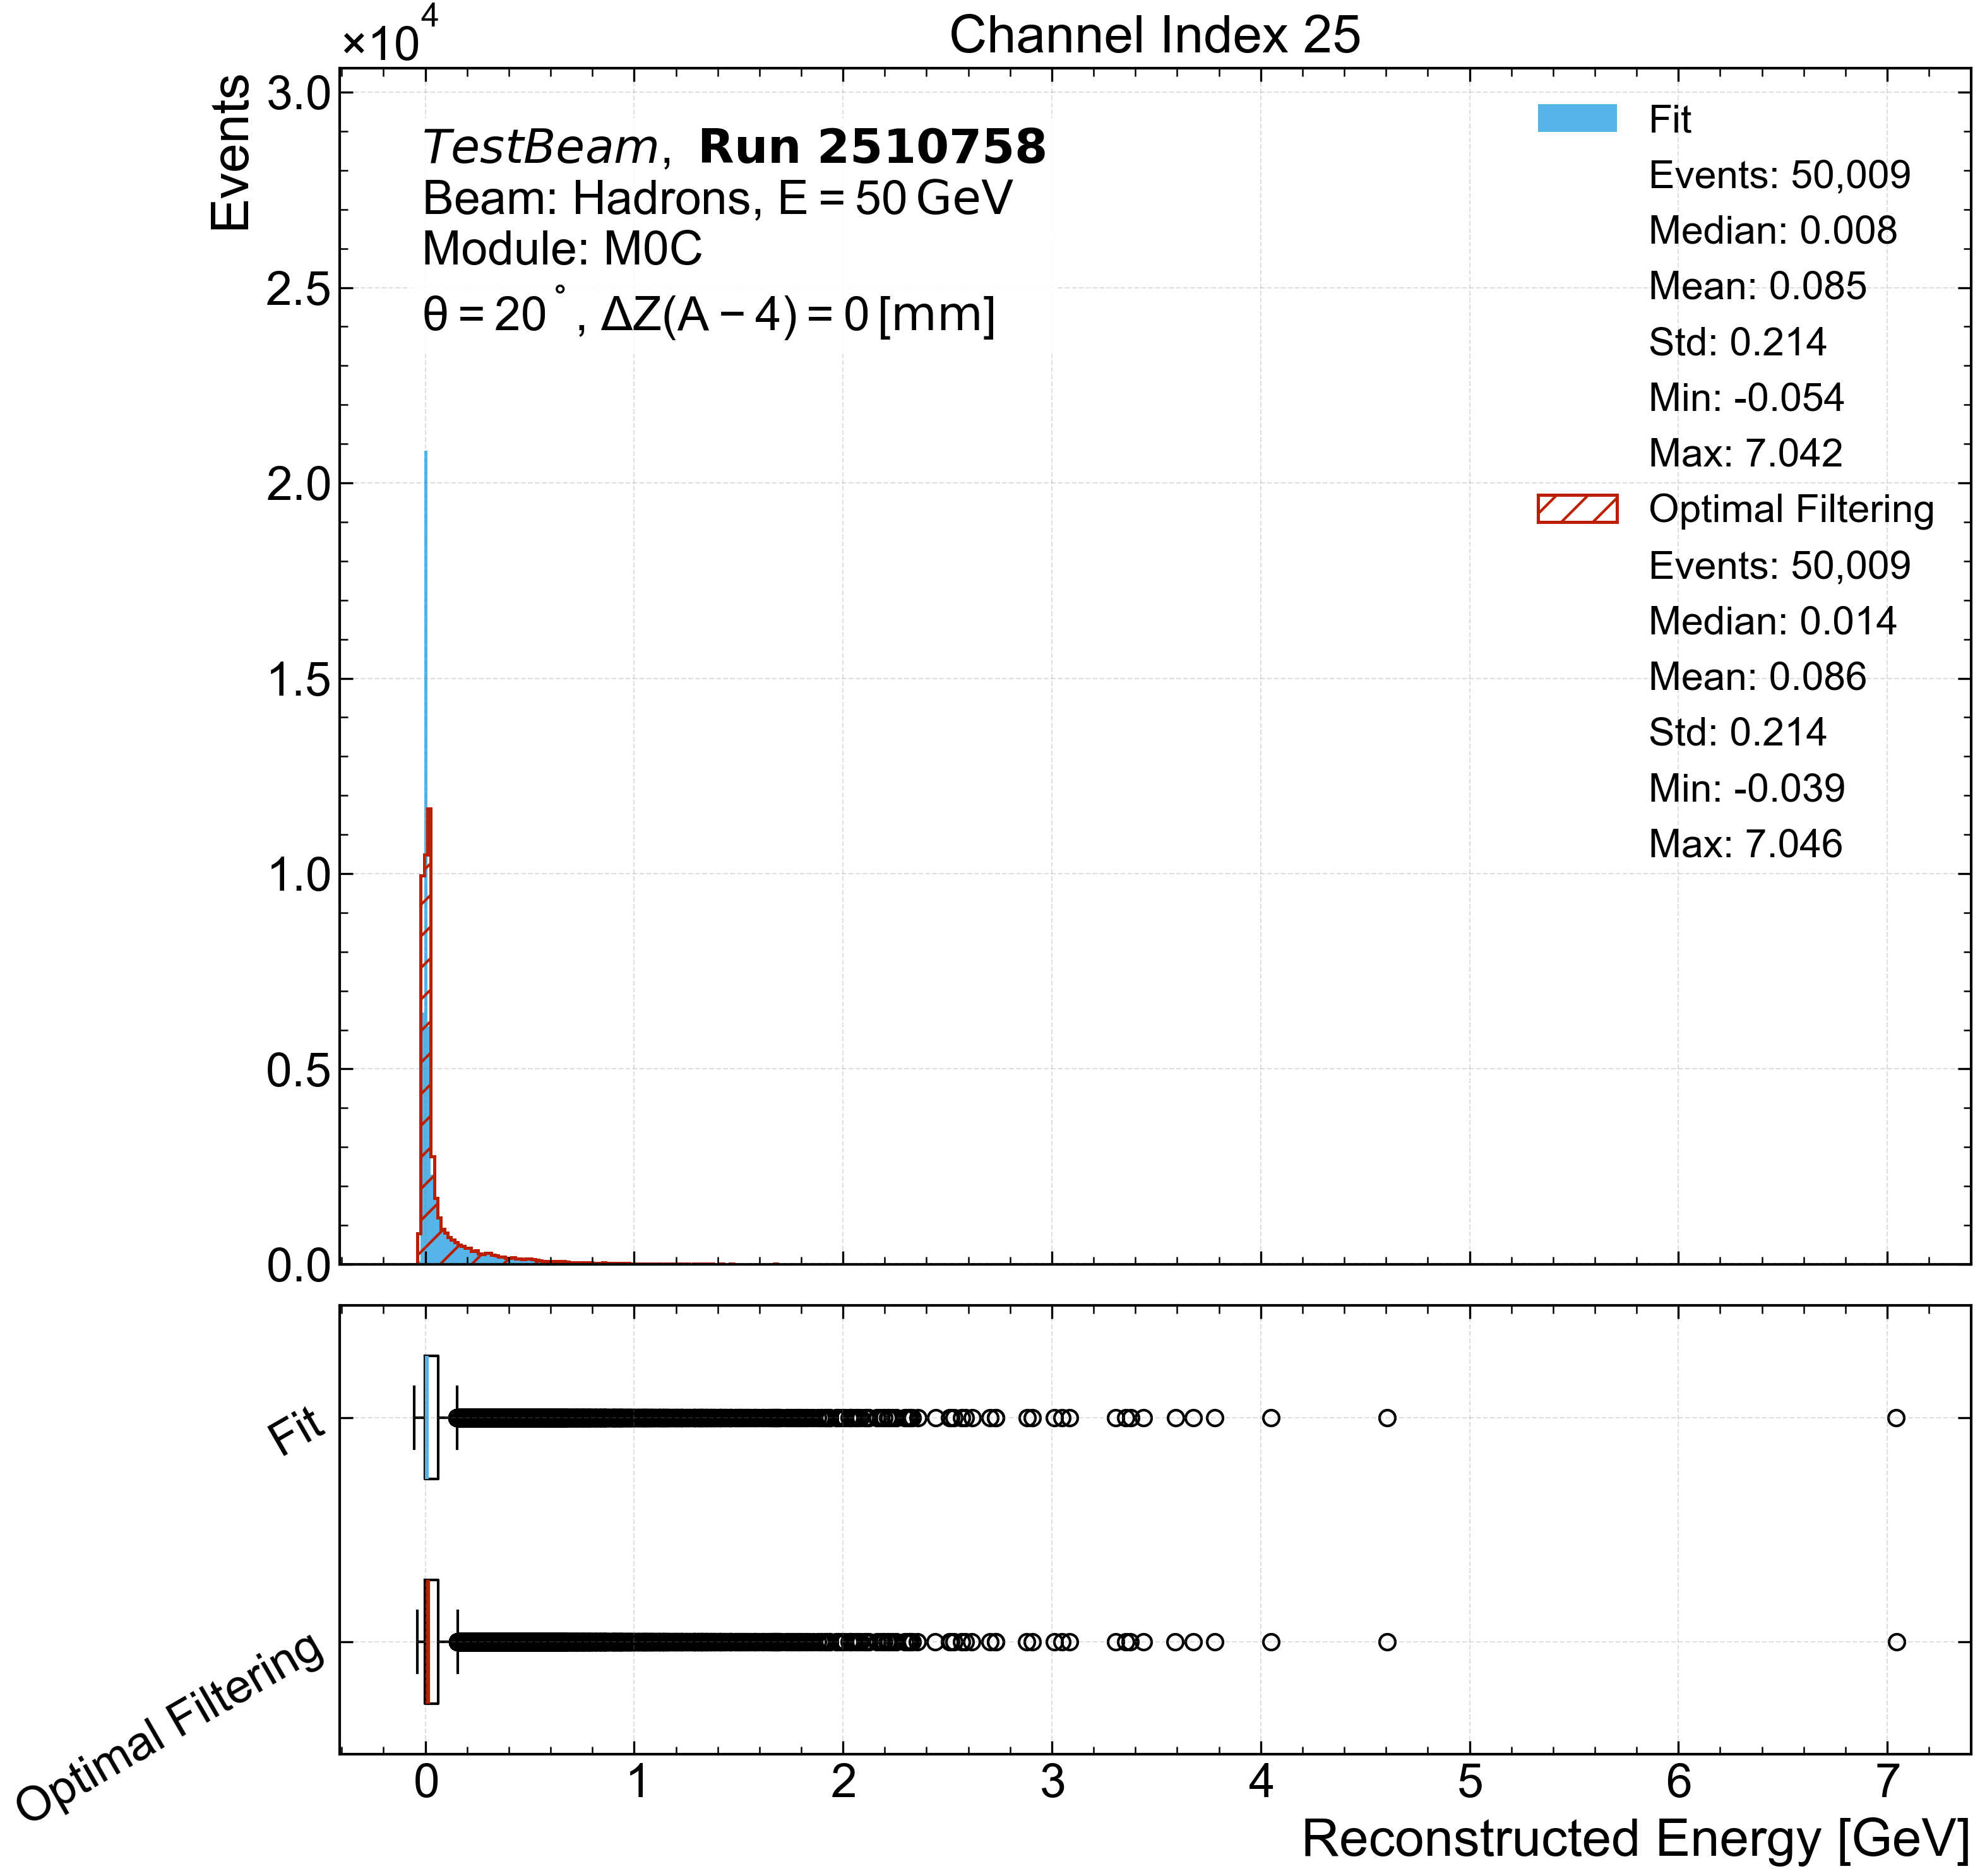 Channel Index 25
×10⁴
Events
3.0
2.5
2.0
1.5
1.0
0.5
0.0
TestBeam, Run 2510758
Beam: Hadrons, E = 50 GeV
Module: M0C
θ = 20°, ΔZ(A − 4) = 0 [mm]
Fit
Events: 50,009
Median: 0.008
Mean: 0.085
Std: 0.214
Min: -0.054
Max: 7.042
Optimal Filtering
Events: 50,009
Median: 0.014
Mean: 0.086
Std: 0.214
Min: -0.039
Max: 7.046
Fit
Optimal Filtering
0 1 2 3 4 5 6 7
Reconstructed Energy [GeV]